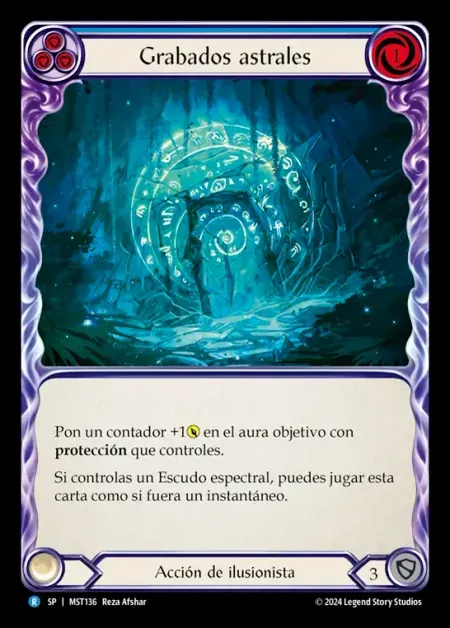 Grabados astrales
1
Pon un contador +1 en el aura objetivo con
protección que controles.
Si controlas un Escudo espectral, puedes jugar esta
carta como si fuera un instantáneo.
Acción de ilusionista
3
R SP | MST136 Reza Afshar
© 2024 Legend Story Studios